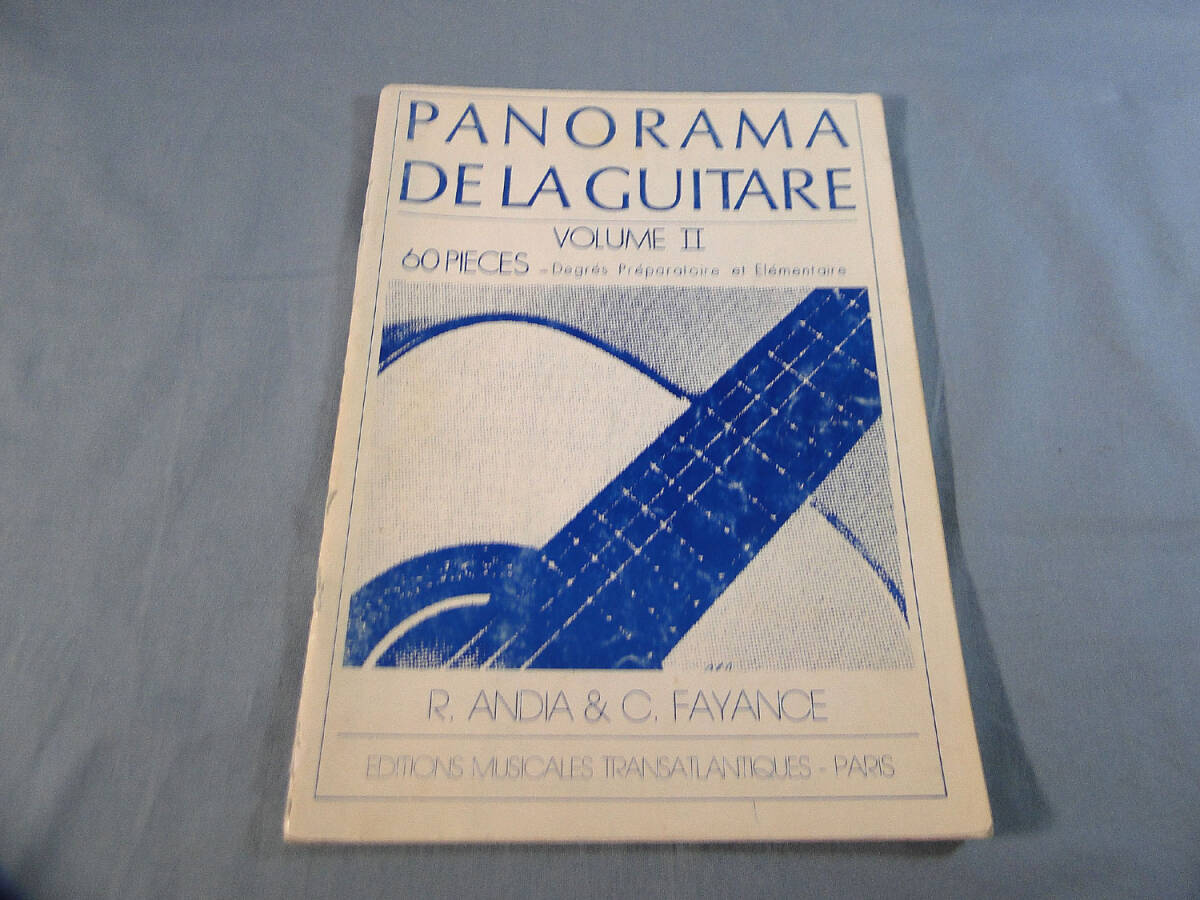 PANORAMA
DE LA GUITARE
VOLUME II
60 PIECES - Degrés Préparatoire et Elémentaire
R. ANDIA & C. FAYANCE
EDITIONS MUSICALES TRANSATLANTIQUES - PARIS